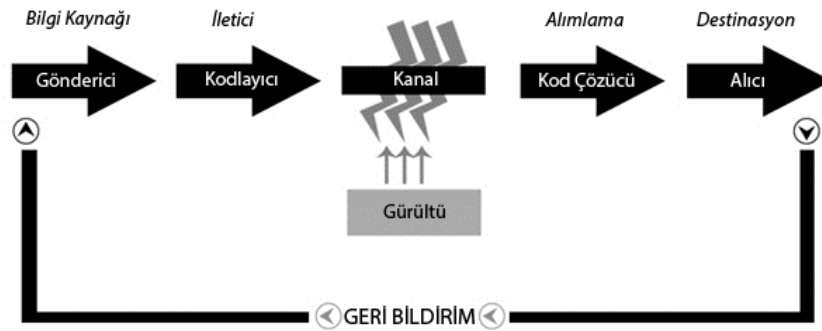 Bilgi Kaynağı
İletici
Alımlama
Destinasyon
Gönderici
Kodlayıcı
Kanal
Kod Çözücü
Alıcı
Gürültü
GERİ BİLDİRİM